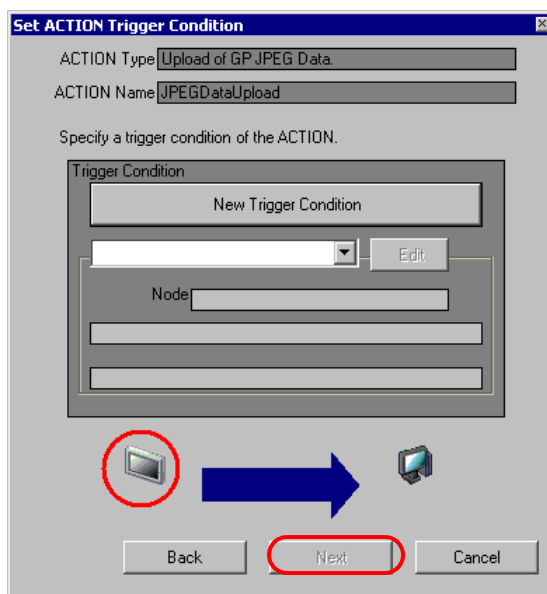 Set ACTION Trigger Condition
ACTION Type Upload of GP JPEG Data.
ACTION Name JPEGDataUpload
Specify a trigger condition of the ACTION.
Trigger Condition
New Trigger Condition
Edit
Node
Back Next Cancel